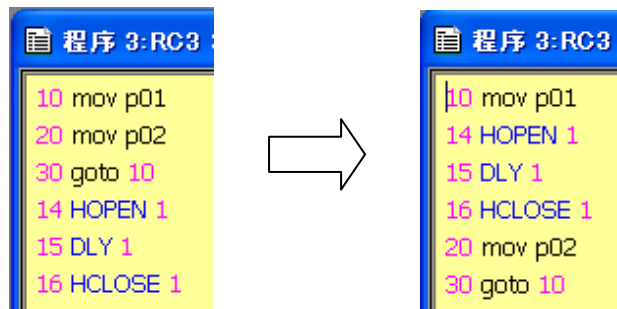 程序 3:RC3
10 mov p01
20 mov p02
30 goto 10
14 HOPEN 1
15 DLY 1
16 HCLOSE 1
程序 3:RC3
10 mov p01
14 HOPEN 1
15 DLY 1
16 HCLOSE 1
20 mov p02
30 goto 10